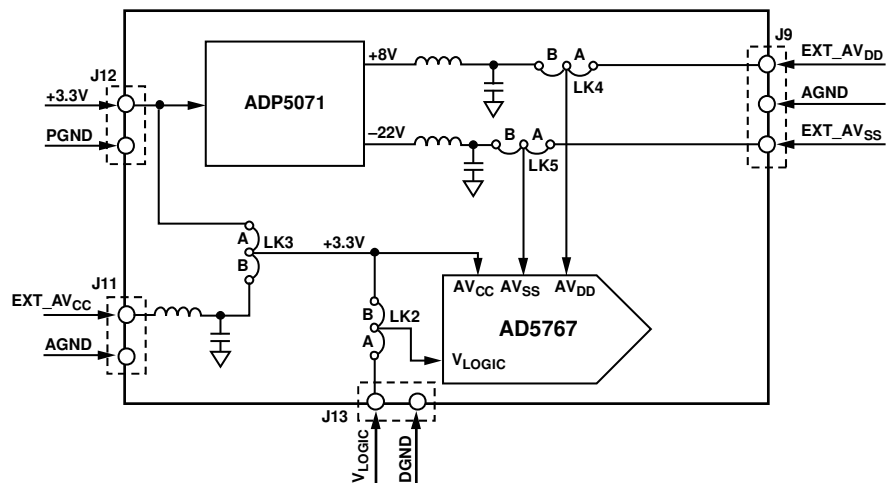 J9
+8V
B A
EXT_AVDD
J12
LK4
+3.3V
ADP5071
AGND
PGND
–22V
B A
EXT_AVSS
LK5
A
LK3
+3.3V
B
J11
EXT_AVCC
AVCC AVSS AVDD
B
LK2
AD5767
A
AGND
VLOGIC
J13
VLOGIC
DGND